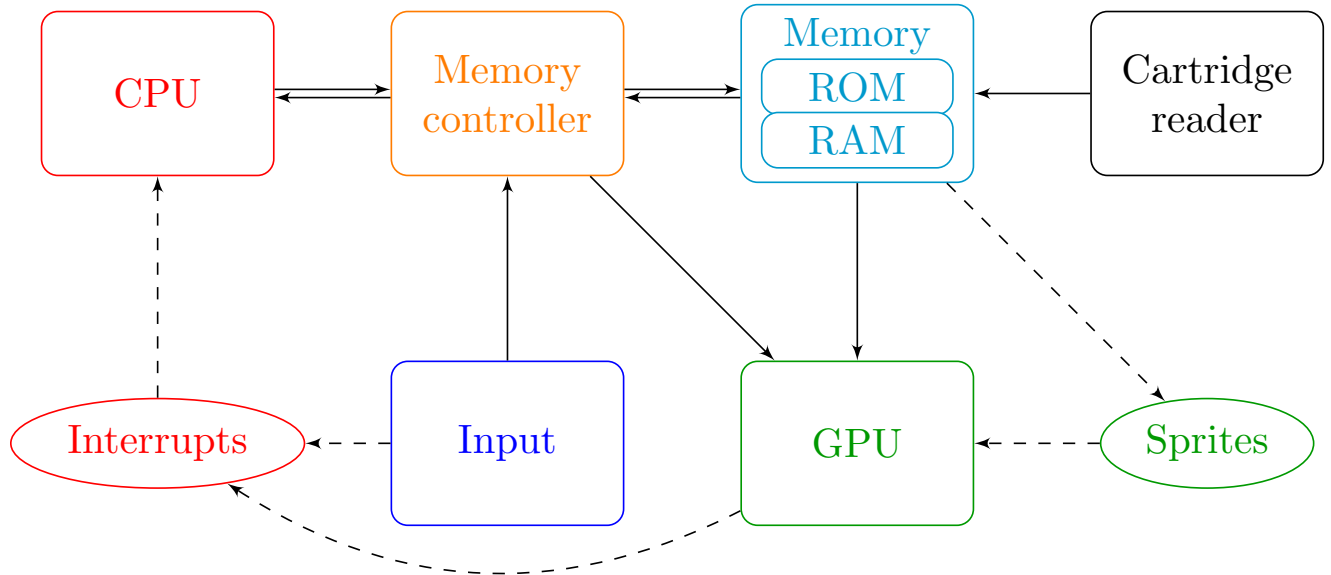 CPU
Memory
controller
Memory
ROM
RAM
Cartridge
reader
Interrupts
Input
GPU
Sprites